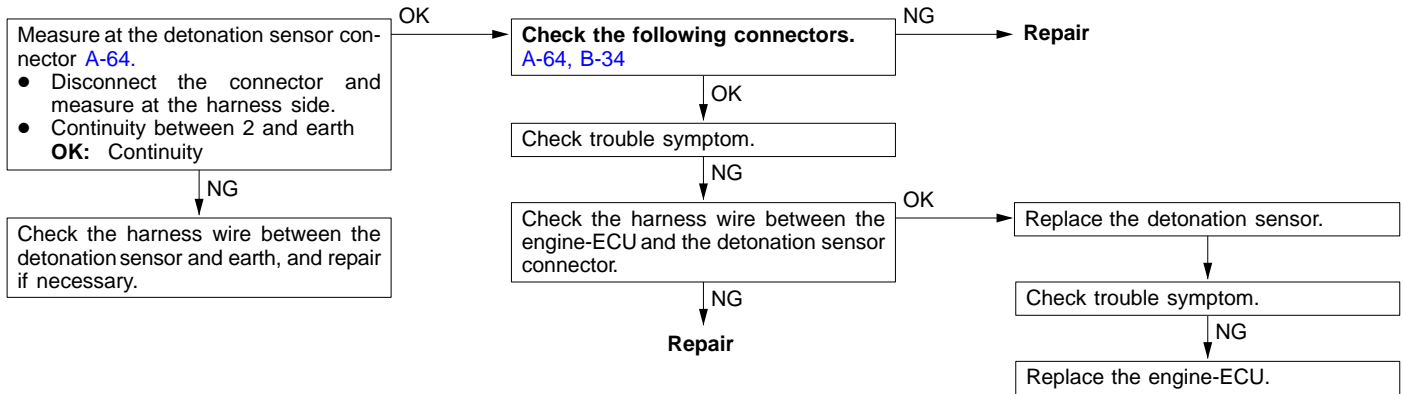 Measure at the detonation sensor con-
nector A-64.
● Disconnect the connector and
measure at the harness side.
● Continuity between 2 and earth
OK: Continuity
OK
NG
Check the harness wire between the
detonation sensor and earth, and repair
if necessary.
Check the following connectors.
A-64, B-34
NG
Repair
OK
Check trouble symptom.
NG
Check the harness wire between the
engine-ECU and the detonation sensor
connector.
NG
Repair
OK
Replace the detonation sensor.
Check trouble symptom.
NG
Replace the engine-ECU.